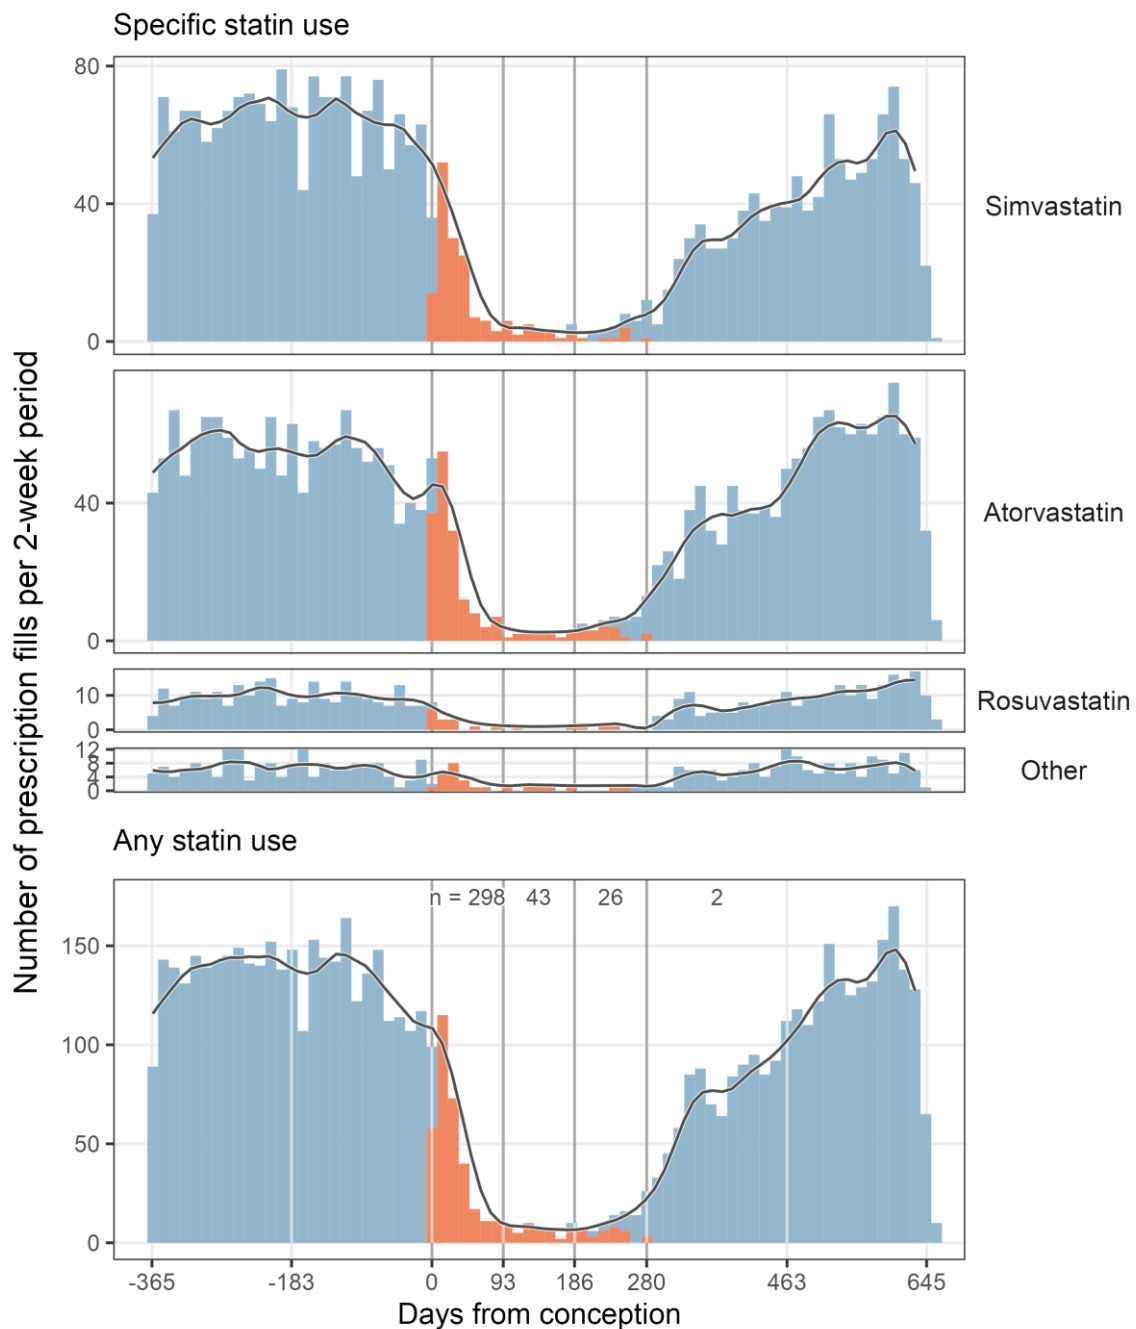 Specific statin use
80
40
0
Simvastatin
40
0
Atorvastatin
10
0
Rosuvastatin
12
8
4
0
Other
Number of prescription fills per 2-week period
Any statin use
n = 298 43 26 2
150
100
50
0
-365 -183 0 93 186 280 463 645
Days from conception